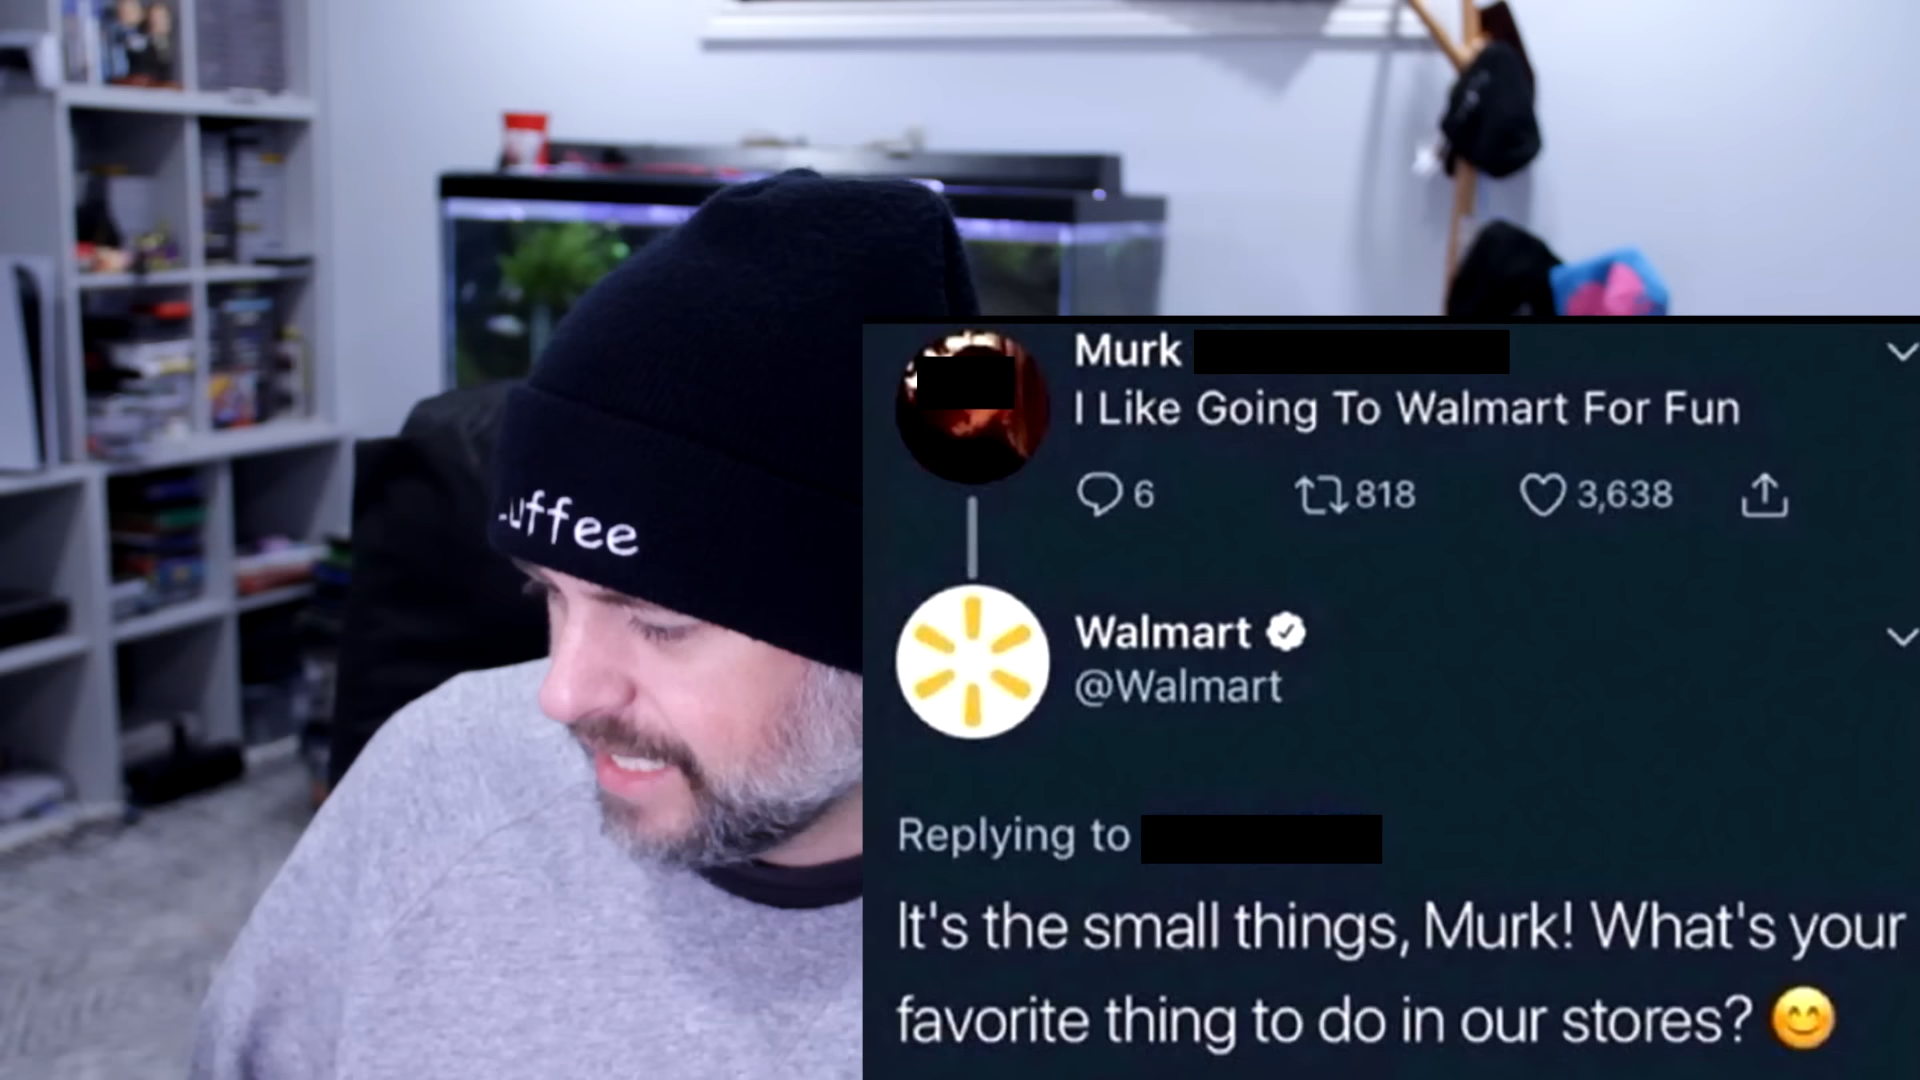 uffee
Murk
I Like Going To Walmart For Fun
6 818 3,638
Walmart
@Walmart
Replying to
It's the small things, Murk! What's your
favorite thing to do in our stores? 😊